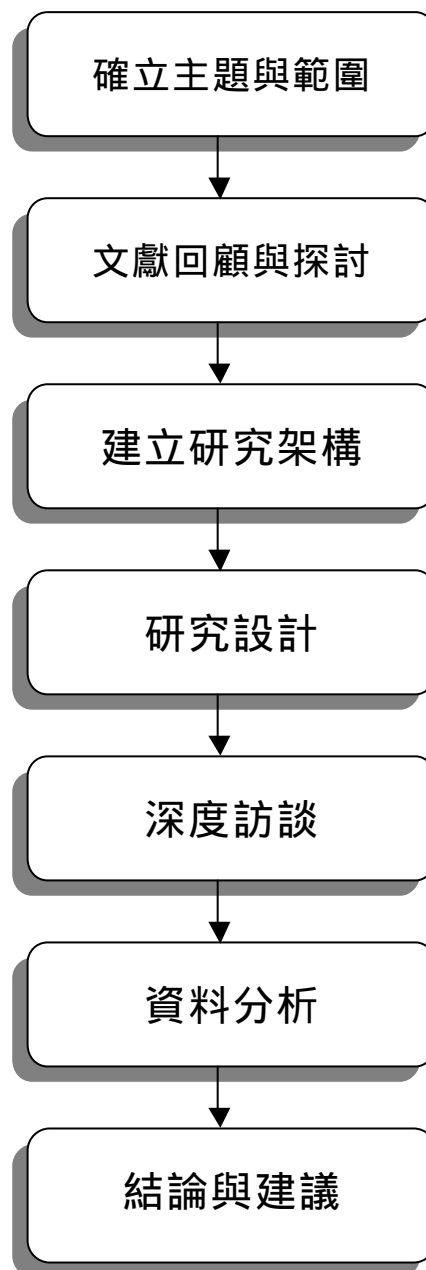 確立主題與範圍
文獻回顧與探討
建立研究架構
研究設計
深度訪談
資料分析
結論與建議